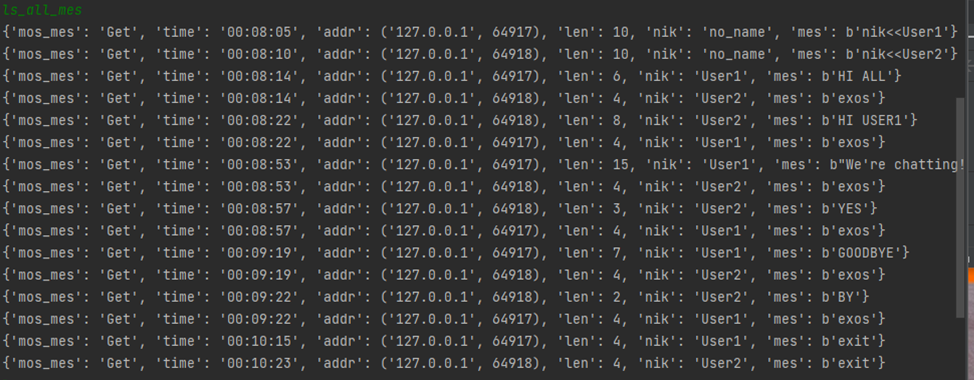 ls_all_mes
{'mos_mes': 'Get', 'time': '00:08:05', 'addr': ('127.0.0.1', 64917), 'len': 10, 'nik': 'no_name', 'mes': b'nik<<User1'}
{'mos_mes': 'Get', 'time': '00:08:10', 'addr': ('127.0.0.1', 64918), 'len': 10, 'nik': 'no_name', 'mes': b'nik<<User2'}
{'mos_mes': 'Get', 'time': '00:08:14', 'addr': ('127.0.0.1', 64917), 'len': 6, 'nik': 'User1', 'mes': b'HI ALL'}
{'mos_mes': 'Get', 'time': '00:08:14', 'addr': ('127.0.0.1', 64918), 'len': 4, 'nik': 'User2', 'mes': b'exos'}
{'mos_mes': 'Get', 'time': '00:08:22', 'addr': ('127.0.0.1', 64918), 'len': 8, 'nik': 'User2', 'mes': b'HI USER1'}
{'mos_mes': 'Get', 'time': '00:08:22', 'addr': ('127.0.0.1', 64917), 'len': 4, 'nik': 'User1', 'mes': b'exos'}
{'mos_mes': 'Get', 'time': '00:08:53', 'addr': ('127.0.0.1', 64917), 'len': 15, 'nik': 'User1', 'mes': b"We're chatting!
{'mos_mes': 'Get', 'time': '00:08:53', 'addr': ('127.0.0.1', 64918), 'len': 4, 'nik': 'User2', 'mes': b'exos'}
{'mos_mes': 'Get', 'time': '00:08:57', 'addr': ('127.0.0.1', 64918), 'len': 3, 'nik': 'User2', 'mes': b'YES'}
{'mos_mes': 'Get', 'time': '00:08:57', 'addr': ('127.0.0.1', 64917), 'len': 4, 'nik': 'User1', 'mes': b'exos'}
{'mos_mes': 'Get', 'time': '00:09:19', 'addr': ('127.0.0.1', 64917), 'len': 7, 'nik': 'User1', 'mes': b'GOODBYE'}
{'mos_mes': 'Get', 'time': '00:09:19', 'addr': ('127.0.0.1', 64918), 'len': 4, 'nik': 'User2', 'mes': b'exos'}
{'mos_mes': 'Get', 'time': '00:09:22', 'addr': ('127.0.0.1', 64918), 'len': 2, 'nik': 'User2', 'mes': b'BY'}
{'mos_mes': 'Get', 'time': '00:09:22', 'addr': ('127.0.0.1', 64917), 'len': 4, 'nik': 'User1', 'mes': b'exos'}
{'mos_mes': 'Get', 'time': '00:10:15', 'addr': ('127.0.0.1', 64917), 'len': 4, 'nik': 'User1', 'mes': b'exit'}
{'mos_mes': 'Get', 'time': '00:10:23', 'addr': ('127.0.0.1', 64918), 'len': 4, 'nik': 'User2', 'mes': b'exit'}